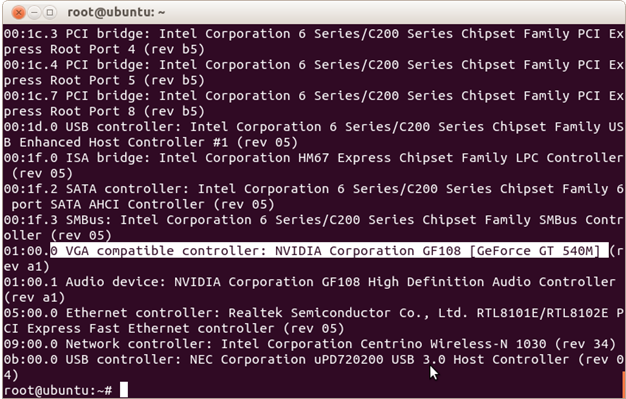 root@ubuntu: ~
00:1c.3 PCI bridge: Intel Corporation 6 Series/C200 Series Chipset Family PCI Ex
press Root Port 4 (rev b5)
00:1c.4 PCI bridge: Intel Corporation 6 Series/C200 Series Chipset Family PCI Ex
press Root Port 5 (rev b5)
00:1c.7 PCI bridge: Intel Corporation 6 Series/C200 Series Chipset Family PCI Ex
press Root Port 8 (rev b5)
00:1d.0 USB controller: Intel Corporation 6 Series/C200 Series Chipset Family US
B Enhanced Host Controller #1 (rev 05)
00:1f.0 ISA bridge: Intel Corporation HM67 Express Chipset Family LPC Controller
 (rev 05)
00:1f.2 SATA controller: Intel Corporation 6 Series/C200 Series Chipset Family 6
 port SATA AHCI Controller (rev 05)
00:1f.3 SMBus: Intel Corporation 6 Series/C200 Series Chipset Family SMBus Contr
oller (rev 05)
01:00.0 VGA compatible controller: NVIDIA Corporation GF108 [GeForce GT 540M] (r
ev a1)
01:00.1 Audio device: NVIDIA Corporation GF108 High Definition Audio Controller
(rev a1)
05:00.0 Ethernet controller: Realtek Semiconductor Co., Ltd. RTL8101E/RTL8102E P
CI Express Fast Ethernet controller (rev 05)
09:00.0 Network controller: Intel Corporation Centrino Wireless-N 1030 (rev 34)
0b:00.0 USB controller: NEC Corporation uPD720200 USB 3.0 Host Controller (rev 0
4)
root@ubuntu:~#